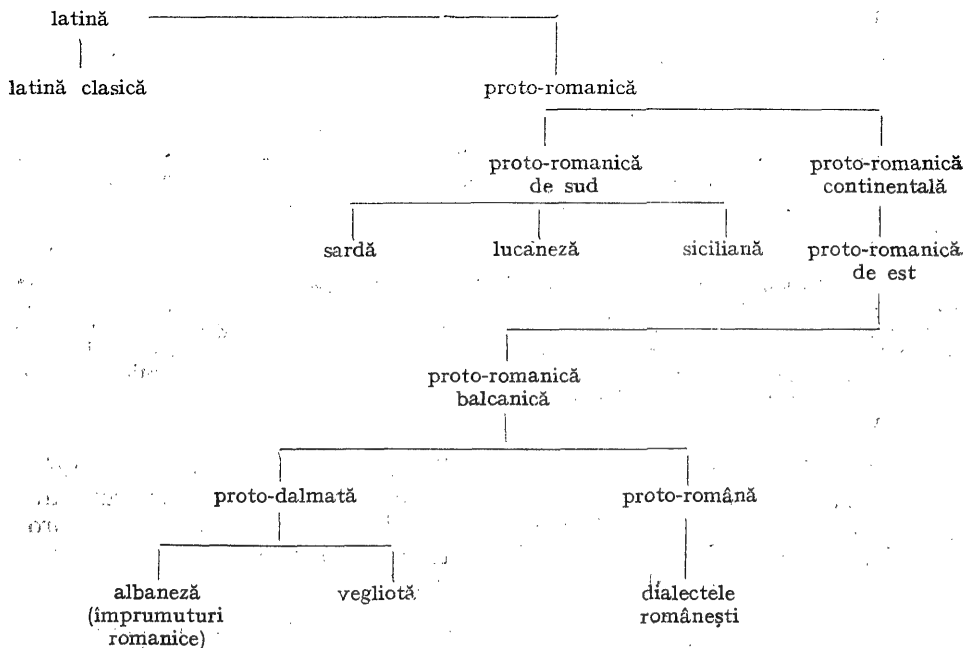 latină
latină clasică
proto-romanică
proto-romanică
de sud
proto-romanică
continentală
sardă
lucaneză
siciliană
proto-romanică
de est
proto-romanică
balcanică
proto-dalmată
proto-română
albaneză
(împrumuturi
romanice)
vegliotă
dialectele
românești